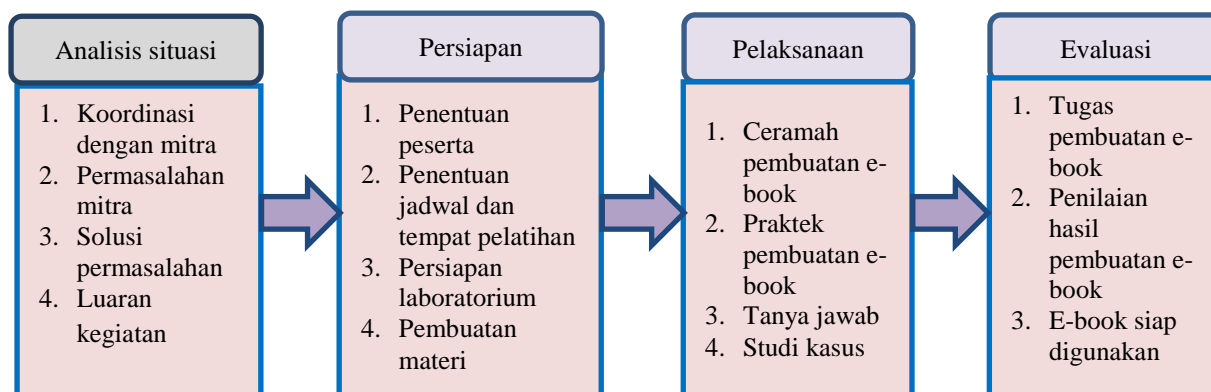 Analisis situasi
1. Koordinasi
dengan mitra
2. Permasalahan
mitra
3. Solusi
permasalahan
4. Luaran
kegiatan
Persiapan
1. Penentuan
peserta
2. Penentuan
jadwal dan
tempat pelatihan
3. Persiapan
laboratorium
4. Pembuatan
materi
Pelaksanaan
1. Ceramah
pembuatan e-
book
2. Praktek
pembuatan e-
book
3. Tanya jawab
4. Studi kasus
Evaluasi
1. Tugas
pembuatan e-
book
2. Penilaian
hasil
pembuatan e-
book
3. E-book siap
digunakan